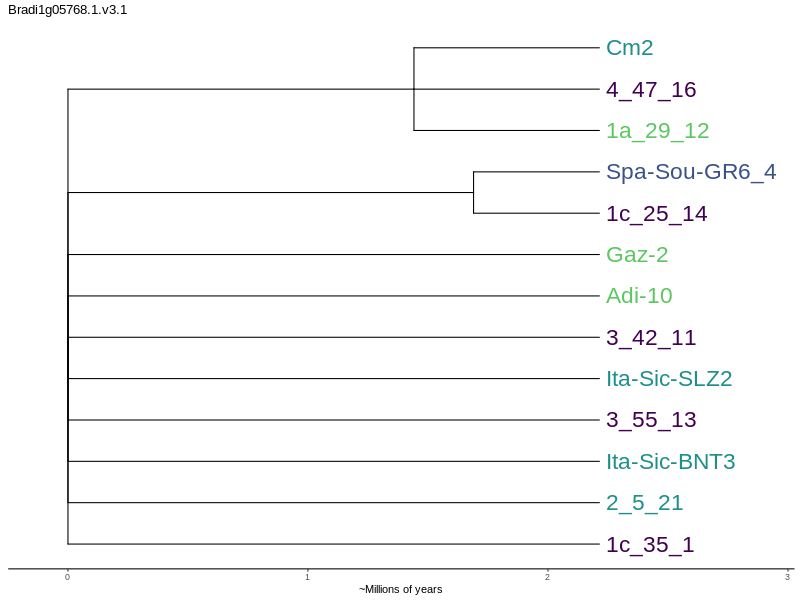 Bradi1g05768.1.v3.1
Cm2
4_47_16
1a_29_12
Spa-Sou-GR6_4
1c_25_14
Gaz-2
Adi-10
3_42_11
Ita-Sic-SLZ2
3_55_13
Ita-Sic-BNT3
2_5_21
1c_35_1
0 1 2 3
~Millions of years